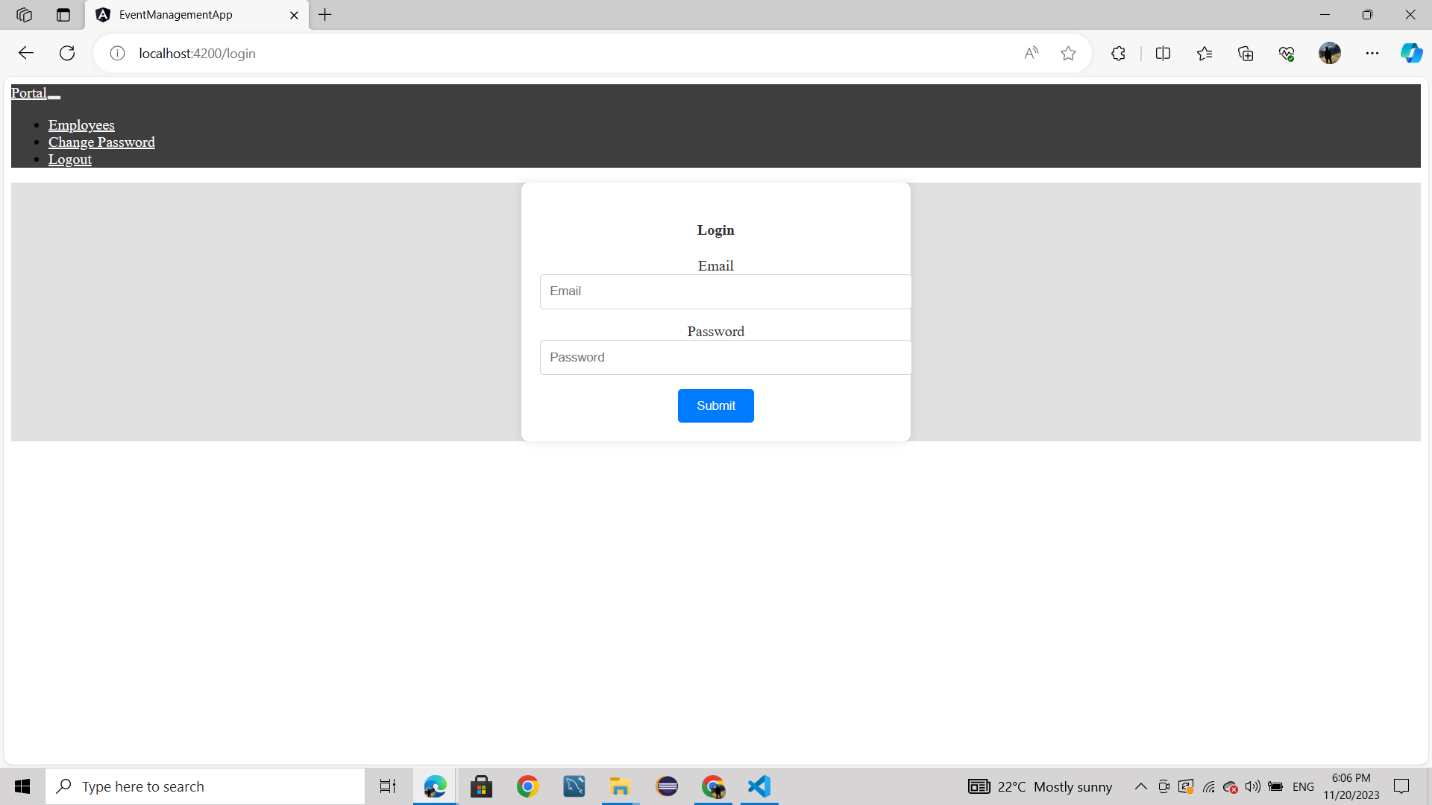 EventManagementApp
localhost:4200/login
Portal
Employees
Change Password
Logout
Login
Email
Email
Password
Password
Submit
Type here to search
22°C Mostly sunny
ENG
6:06 PM
11/20/2023